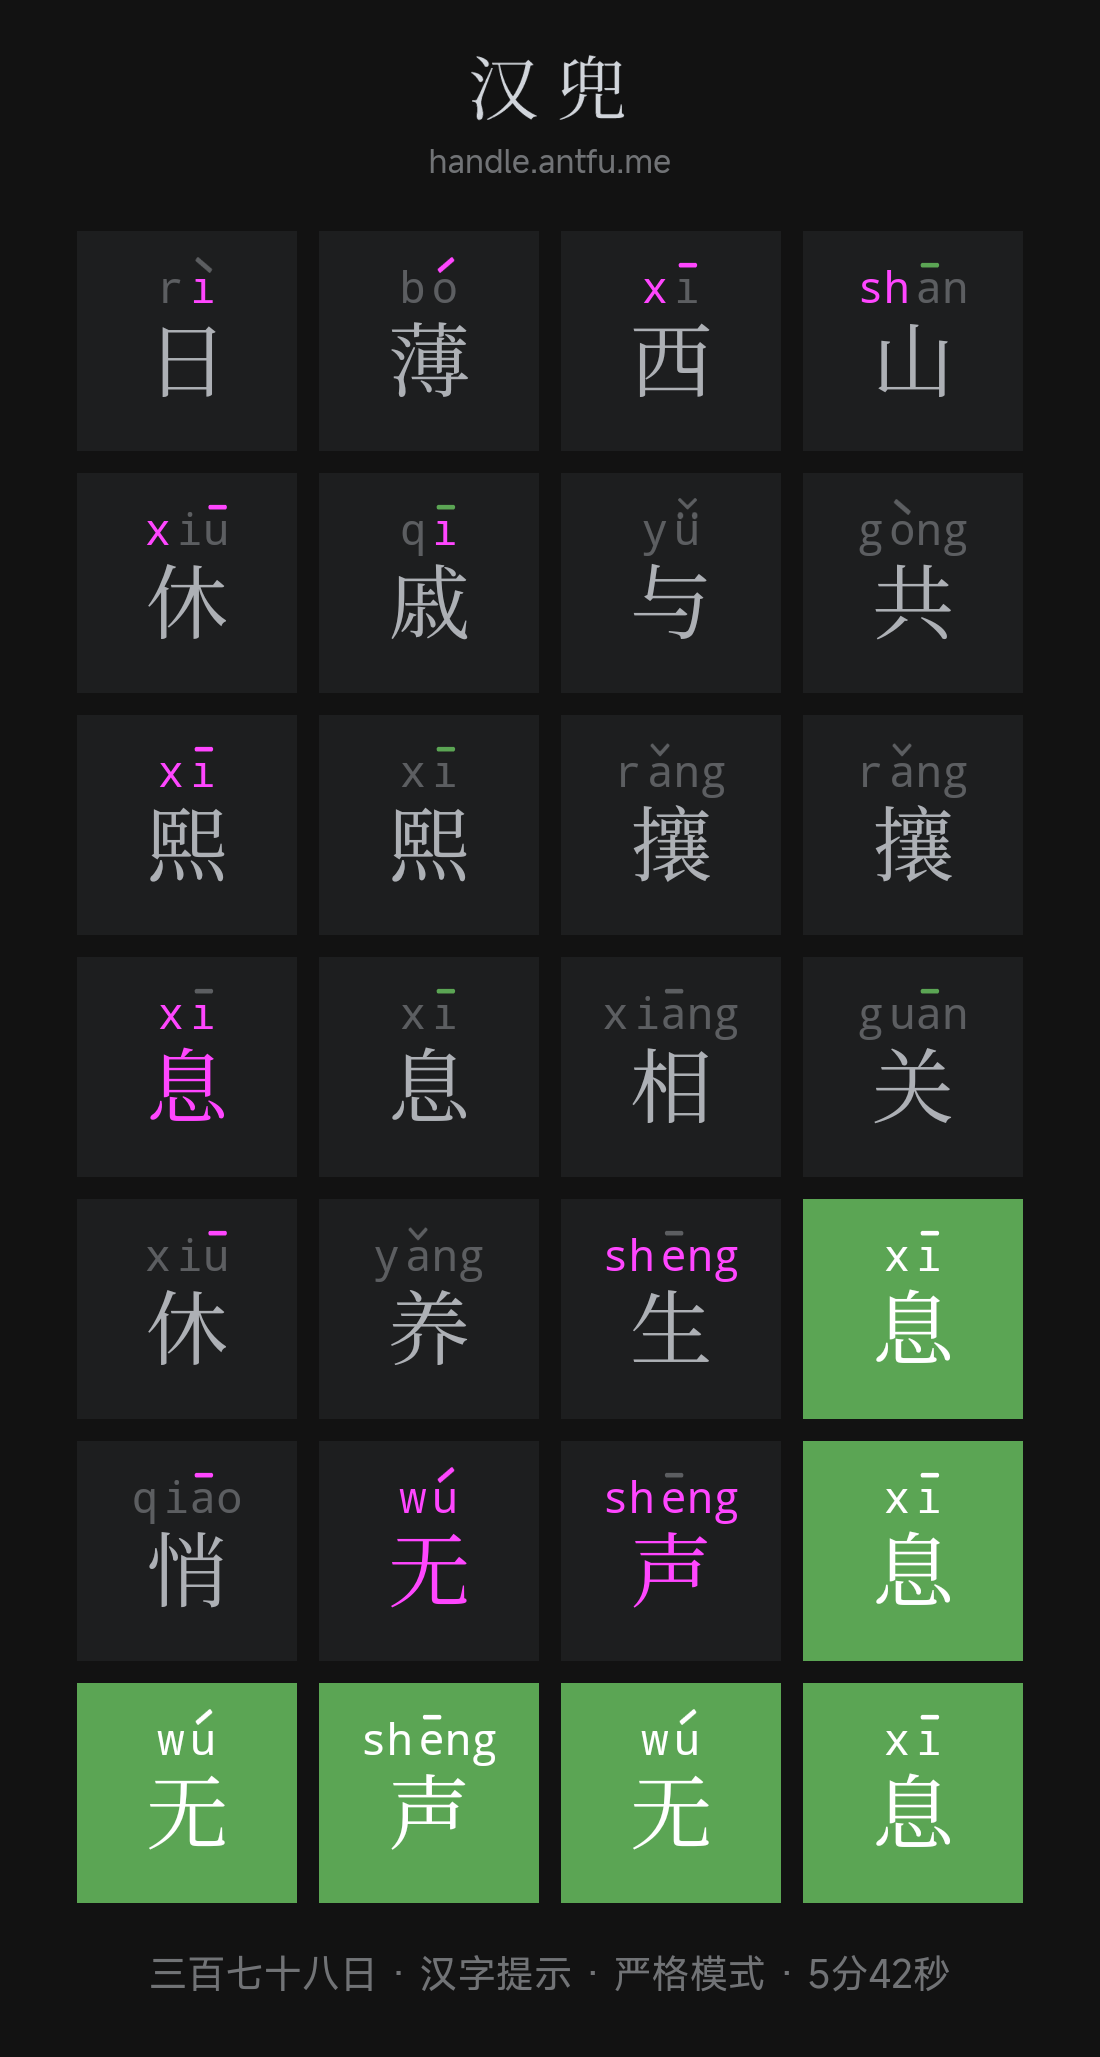 汉兜
handle.antfu.me
rì bó xī shān
日 薄 西 山
xiū qī yǚ gòng
休 戚 与 共
xī xī rǎng rǎng
熙 熙 攘 攘
xī xī xiāng guān
息 息 相 关
xiū yǎng shēng xī
休 养 生 息
qiāo wú shēng xī
悄 无 声 息
wú shēng wú xī
无 声 无 息
三百七十八日 · 汉字提示 · 严格模式 · 5分42秒